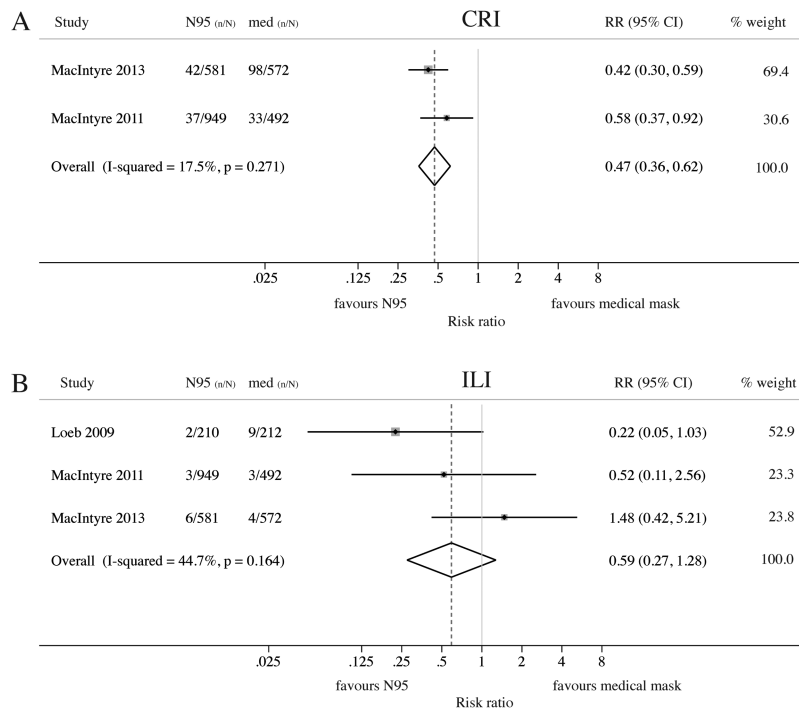 A
CRI
Study N95 (n/N) med (n/N) RR (95% CI) % weight
MacIntyre 2013 42/581 98/572 0.42 (0.30, 0.59) 69.4
MacIntyre 2011 37/949 33/492 0.58 (0.37, 0.92) 30.6
Overall (I-squared = 17.5%, p = 0.271) 0.47 (0.36, 0.62) 100.0
.025 .125 .25 .5 1 2 4 8
favours N95 favours medical mask
Risk ratio
B
ILI
Study N95 (n/N) med (n/N) RR (95% CI) % weight
Loeb 2009 2/210 9/212 0.22 (0.05, 1.03) 52.9
MacIntyre 2011 3/949 3/492 0.52 (0.11, 2.56) 23.3
MacIntyre 2013 6/581 4/572 1.48 (0.42, 5.21) 23.8
Overall (I-squared = 44.7%, p = 0.164) 0.59 (0.27, 1.28) 100.0
.025 .125 .25 .5 1 2 4 8
favours N95 favours medical mask
Risk ratio